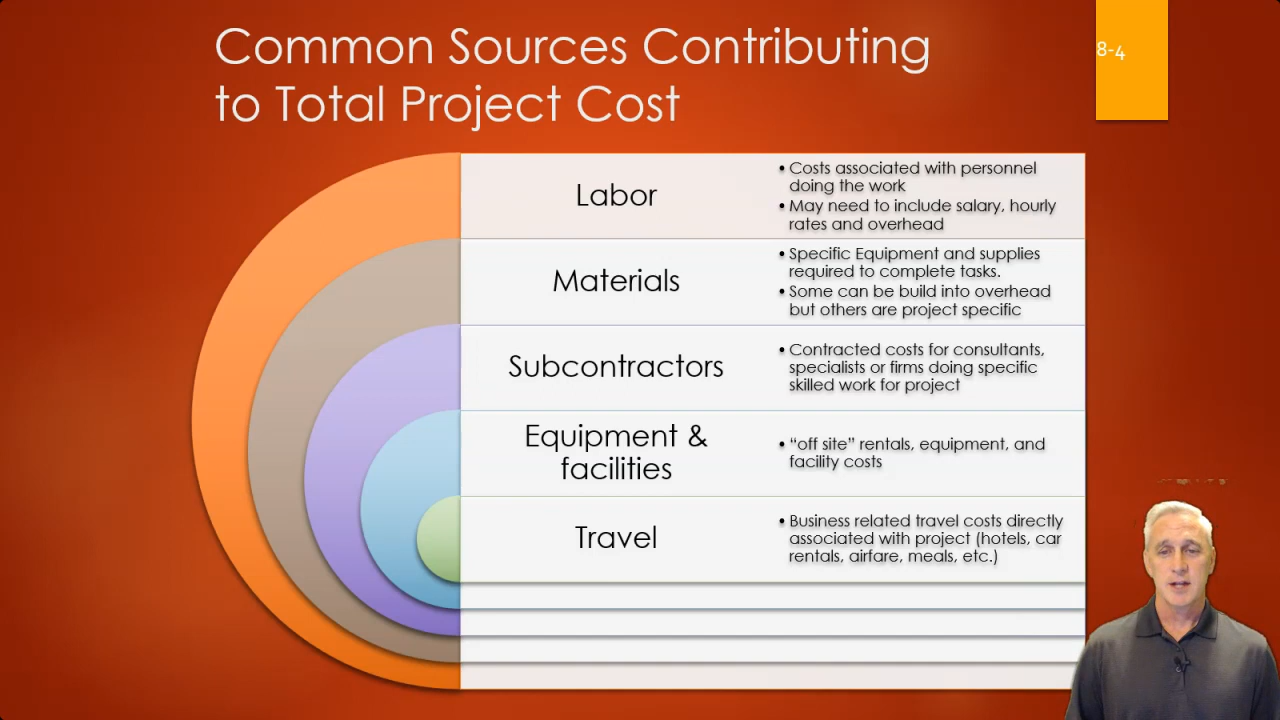 Common Sources Contributing
to Total Project Cost
8-4
Labor
• Costs associated with personnel
doing the work
• May need to include salary, hourly
rates and overhead
Materials
• Specific Equipment and supplies
required to complete tasks.
• Some can be build into overhead
but others are project specific
Subcontractors
• Contracted costs for consultants,
specialists or firms doing specific
skilled work for project
Equipment &
facilities
• “off site” rentals, equipment, and
facility costs
Travel
• Business related travel costs directly
associated with project (hotels, car
rentals, airfare, meals, etc.)